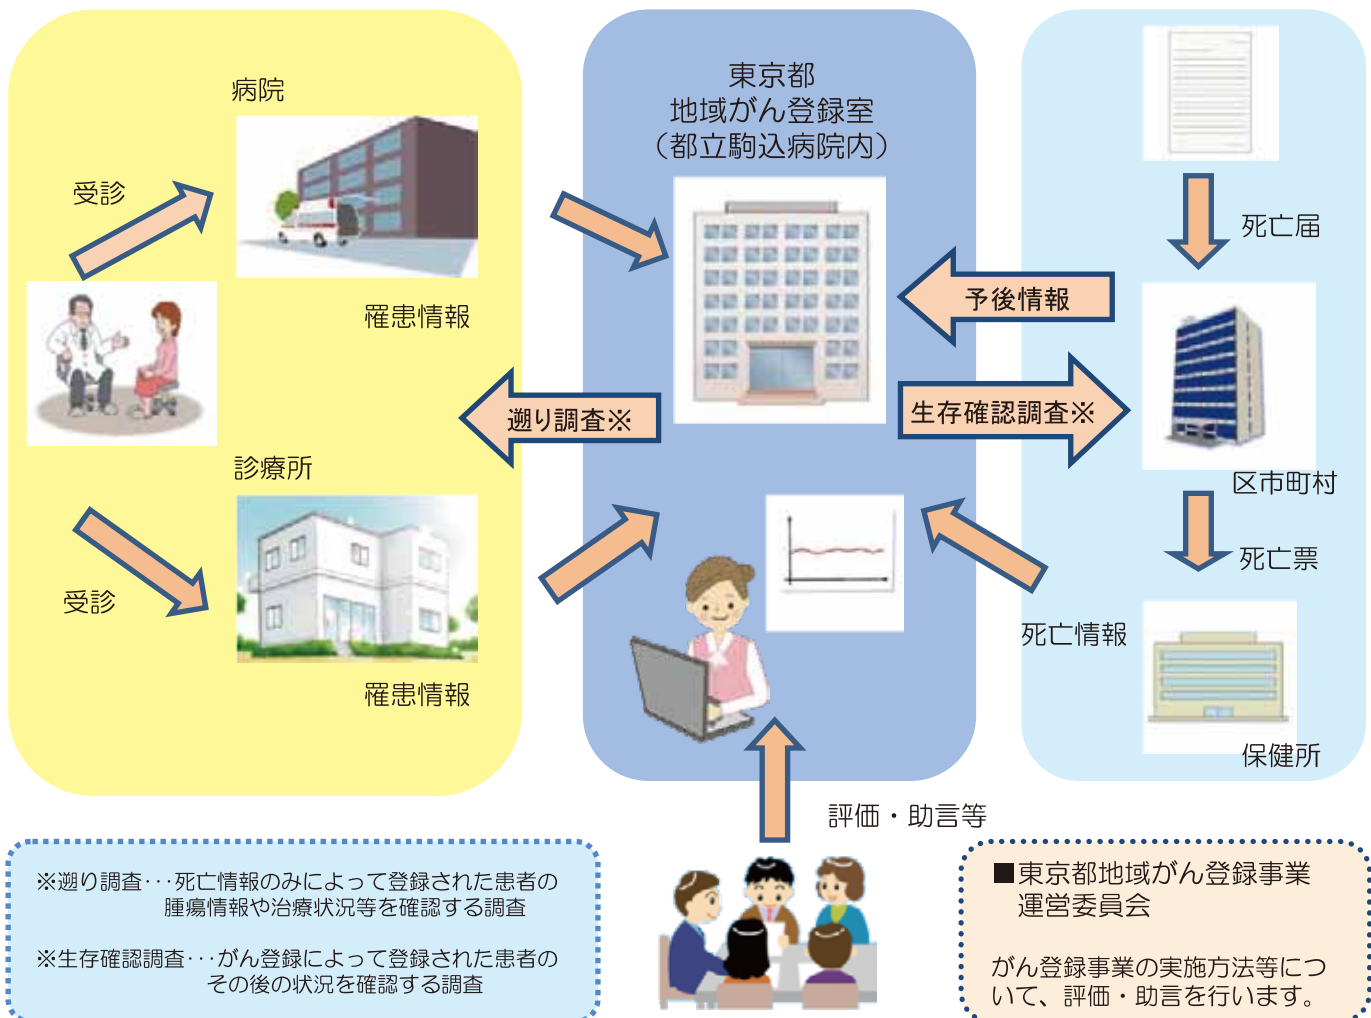 病院
受診
罹患情報
診療所
受診
罹患情報
東京都
地域がん登録室
（都立駒込病院内）
遡り調査※
予後情報
生存確認調査※
死亡届
区市町村
死亡票
死亡情報
保健所
評価・助言等
※遡り調査･･･死亡情報のみによって登録された患者の
腫瘍情報や治療状況等を確認する調査
※生存確認調査･･･がん登録によって登録された患者の
その後の状況を確認する調査
■東京都地域がん登録事業
運営委員会
がん登録事業の実施方法等につ
いて、評価・助言を行います。